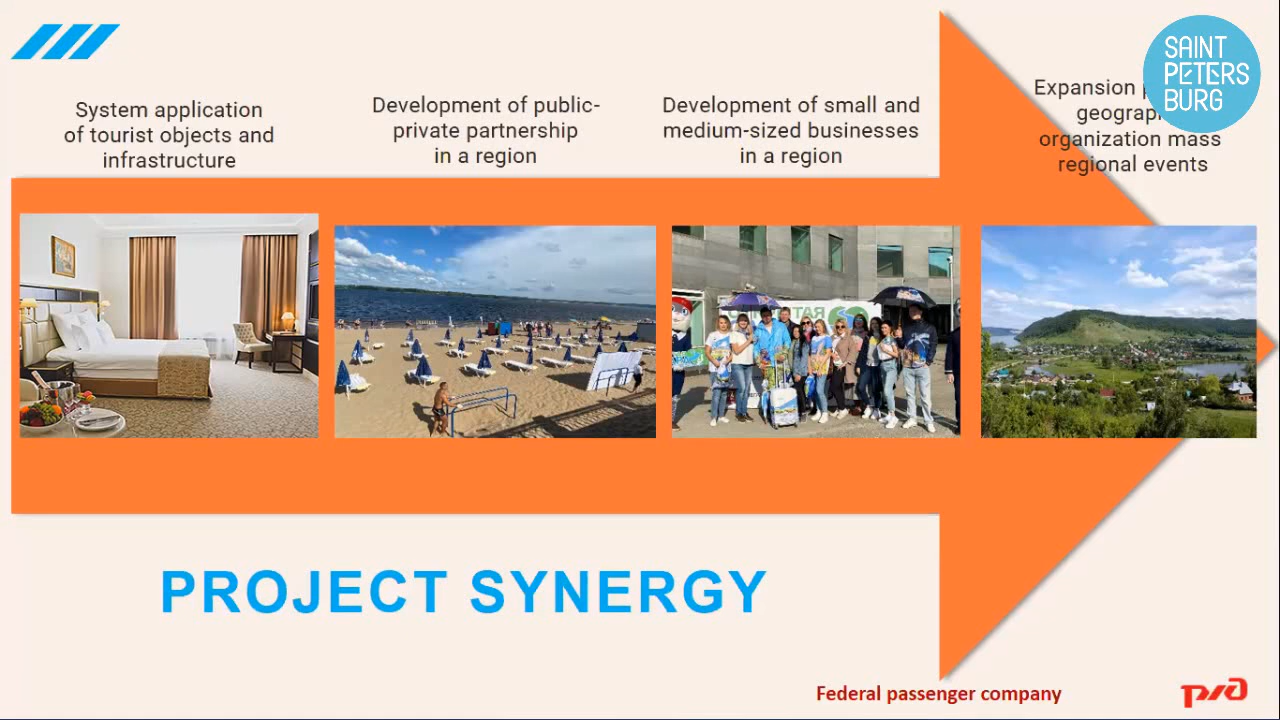 SAINT
PETERS
BURG
System application
of tourist objects and
infrastructure
Development of public-
private partnership
in a region
Development of small and
medium-sized businesses
in a region
Expansion
organization mass
regional events
PROJECT SYNERGY
Federal passenger company
ржд